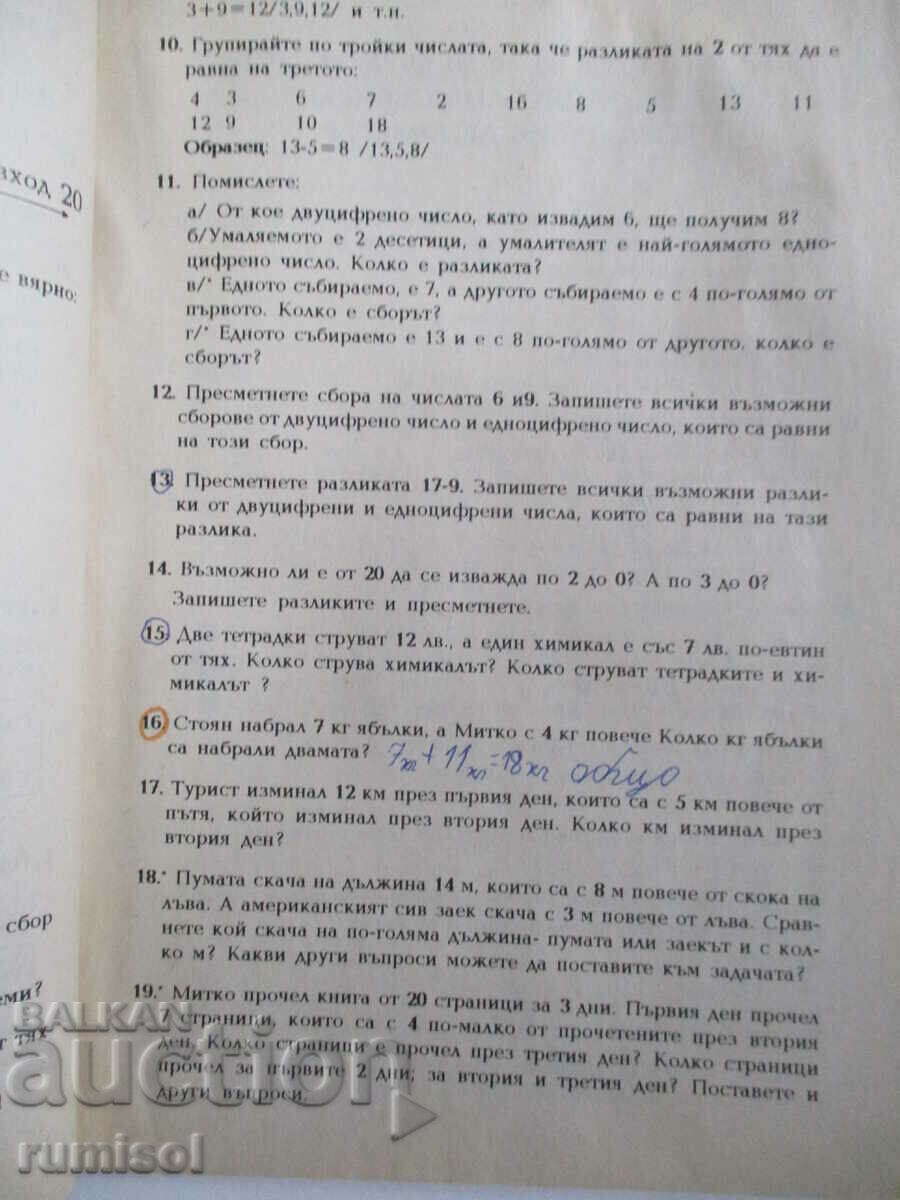 3+9=12/3,9,12/ и т.н.
10. Групирайте по тройки числата, така че разликата на 2 от тях да е
равна на третото:
4 3 6 7 2 16 8 5 13 11
12 9 10 18
Образец: 13-5=8 /13,5,8/
вход 20
11. Помислете:
а/ От кое двуцифрено число, като извадим 6, ще получим 8?
б/Умаляемото е 2 десетици, а умалителят е най-голямото едно-
цифрено число. Колко е разликата?
е вярно:
в/* Едното събираемо, е 7, а другото събираемо е с 4 по-голямо от
първото. Колко е сборът?
г/* Едното събираемо е 13 и е с 8 по-голямо от другото, колко е
сборът?
12. Пресметнете сбора на числата 6 и9. Запишете всички възможни
сборове от двуцифрено число и едноцифрено число, които са равни
на този сбор.
13. Пресметнете разликата 17-9. Запишете всички възможни разли-
ки от двуцифрени и едноцифрени числа, които са равни на тази
разлика.
14. Възможно ли е от 20 да се изважда по 2 до 0? А по 3 до 0?
Запишете разликите и пресметнете.
15. Две тетрадки струват 12 лв., а един химикал е със 7 лв. по-евтин
от тях. Колко струва химикалът? Колко струват тетрадките и хи-
микалът ?
16. Стоян набрал 7 кг ябълки, а Митко с 4 кг повече Колко кг ябълки
са набрали двамата? 7кг + 11кг = 18кг общо
17. Турист изминал 12 км през първия ден, които са с 5 км повече от
пътя, който изминал през втория ден. Колко км изминал през
втория ден?
18.* Пумата скача на дължина 14 м, които са с 8 м повече от скока на
лъва. А американският сив заек скача с 3 м повече от лъва. Срав-
нете кой скача на по-голяма дължина- пумата или заекът и с кол-
ко м? Какви други въпроси можете да поставите към задачата?
сбор
еми?
тях
19.* Митко прочел книга от 20 страници за 3 дни. Първия ден прочел
7 страници, които са с 4 по-малко от прочетените през втория
ден. Колко страници е прочел през третия ден? Колко страници
прочел за първите 2 дни; за втория и третия ден? Поставете и
други въпроси.
BALKAN
auction
rumisol